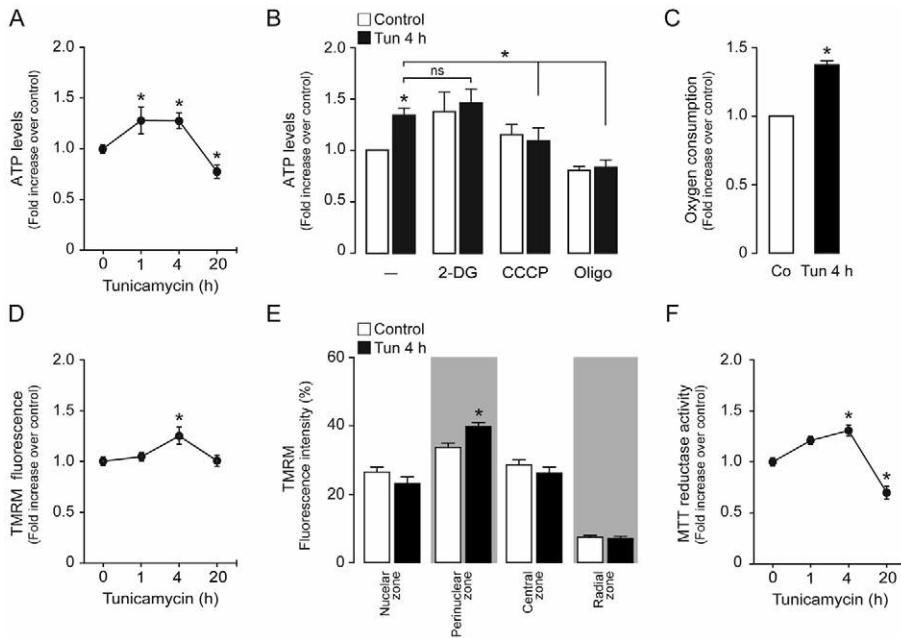 A
ATP levels
(Fold increase over control)
2.0
1.5
1.0
0.5
0
*
*
*
0 1 4 20
Tunicamycin (h)
B
Control
Tun 4 h
ATP levels
(Fold increase over control)
2.0
1.5
1.0
0.5
0
*
ns
*
– 2-DG CCCP Oligo
C
Oxygen consumption
(Fold increase over control)
1.5
1.0
0.5
0
*
Co Tun 4 h
D
TMRM fluorescence
(Fold increase over control)
2.0
1.5
1.0
0.5
0
*
0 1 4 20
Tunicamycin (h)
E
Control
Tun 4 h
TMRM
Fluorescence intensity (%)
60
40
20
0
*
Nucelar
zone
Perinuclear
zone
Central
zone
Radial
zone
F
MTT reductase activity
(Fold increase over control)
2.0
1.5
1.0
0.5
0
*
*
0 1 4 20
Tunicamycin (h)